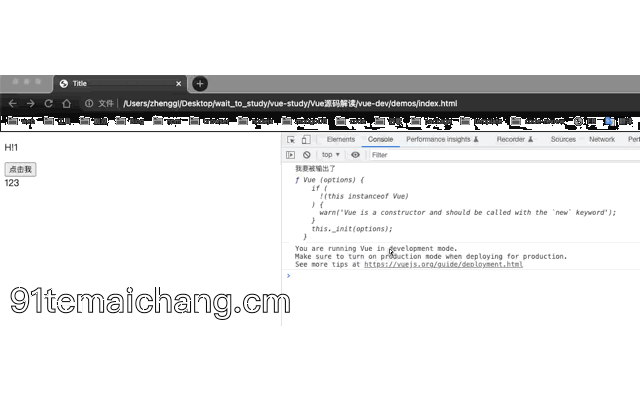 Title
文件 /Users/zhenggl/Desktop/wait_to_study/vue-study/Vue源码解读/vue-dev/demos/index.html
H!1
点击我
123
Elements Console Performance insights Recorder Sources Network Memory
top Filter
我要被输出了
ƒ Vue (options) {
if (
!(this instanceof Vue)
) {
warn('Vue is a constructor and should be called with the `new` keyword');
}
this._init(options);
}
You are running Vue in development mode.
Make sure to turn on production mode when deploying for production.
See more tips at https://vuejs.org/guide/deployment.html
91temaichang.cm